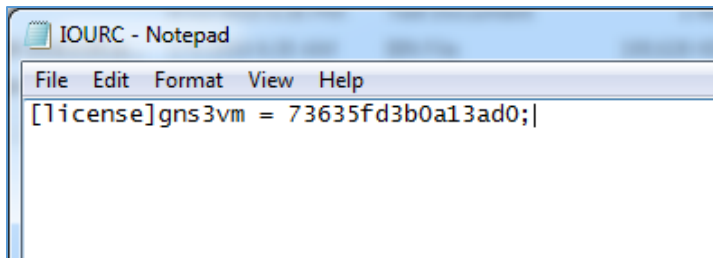 IOURC - Notepad
File Edit Format View Help
[license]gns3vm = 73635fd3b0a13ad0;